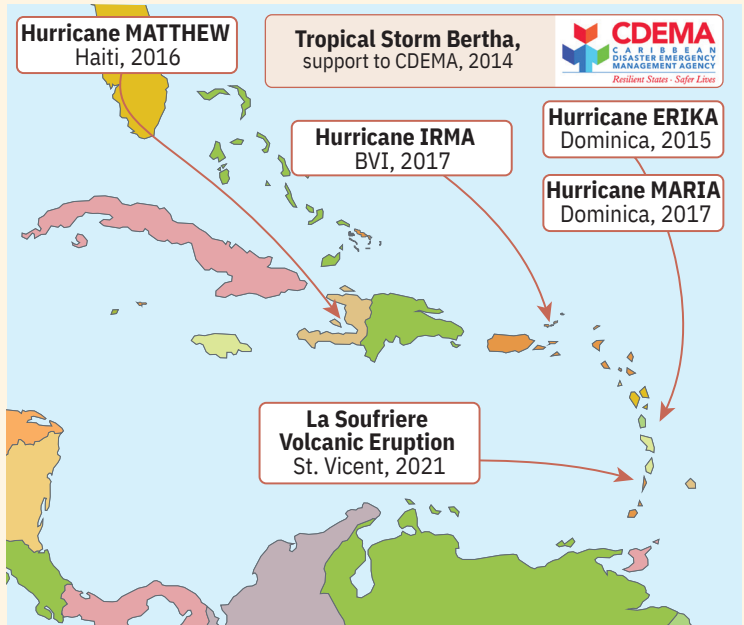 Hurricane MATTHEW
Haiti, 2016
Tropical Storm Bertha,
support to CDEMA, 2014
CDEMA
CARIBBEAN
DISASTER EMERGENCY
MANAGEMENT AGENCY
Resilient States - Safer Lives
Hurricane IRMA
BVI, 2017
Hurricane ERIKA
Dominica, 2015
Hurricane MARIA
Dominica, 2017
La Soufriere
Volcanic Eruption
St. Vicent, 2021